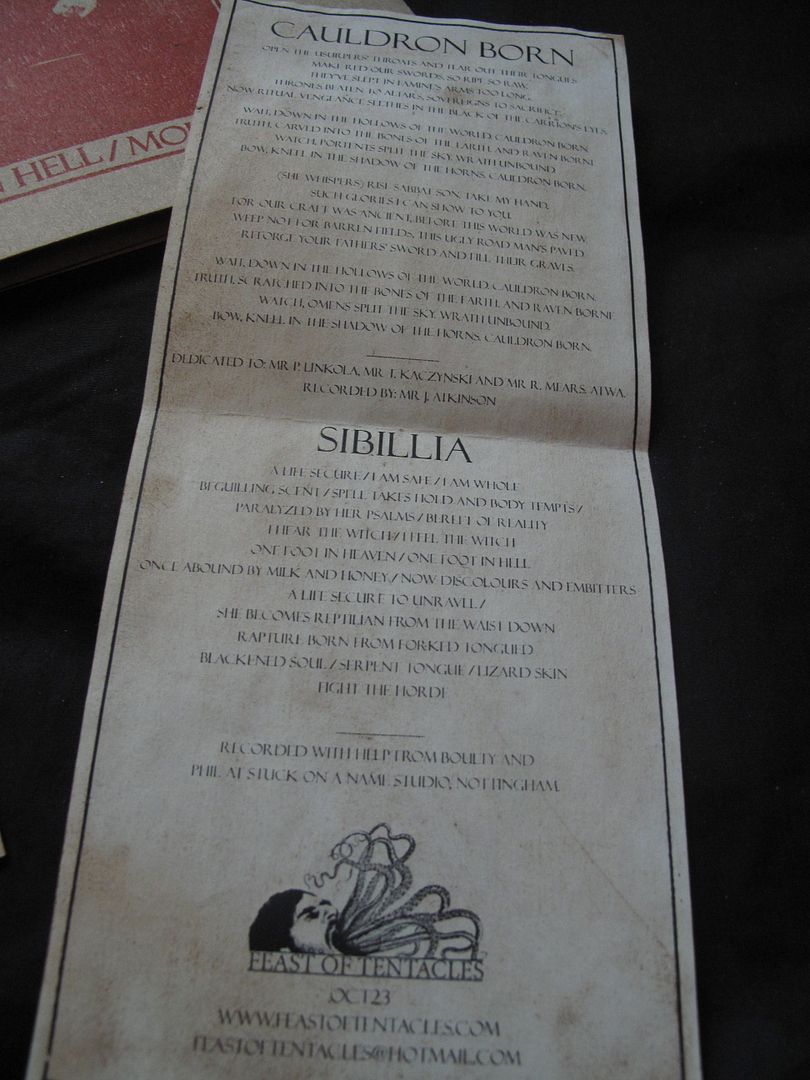 N HELL / MO
CAULDRON BORN
OPEN THE USURPERS' THROATS AND TEAR OUT THEIR TONGUES
MAKE RED OUR SWORDS, SO RIPE SO RAW.
THEY'VE SLEPT IN FAMINE'S ARMS TOO LONG.
THRONES BEATEN TO ALTARS, SOVEREIGNS TO SACRIFICE.
NOW RITUAL VENGEANCE SEETHES IN THE BLACK OF THE CARRION'S EYES.
WAIT, DOWN IN THE HOLLOWS OF THE WORLD. CAULDRON BORN.
TRUTH, CARVED INTO THE BONES OF THE EARTH, AND RAVEN BORNE
WATCH, PORTENTS SPLIT THE SKY. WRATH UNBOUND.
BOW, KNEEL IN THE SHADOW OF THE HORNS. CAULDRON BORN.
(SHE WHISPERS) RISE SABBAT SON, TAKE MY HAND,
SUCH GLORIES I CAN SHOW TO YOU.
FOR OUR CRAFT WAS ANCIENT, BEFORE THIS WORLD WAS NEW
WEEP NOT FOR BARREN FIELDS, THIS UGLY ROAD MAN'S PAVED
REFORGE YOUR FATHERS' SWORD AND FILL THEIR GRAVES.
WAIT, DOWN IN THE HOLLOWS OF THE WORLD. CAULDRON BORN.
TRUTH, SCRATCHED INTO THE BONES OF THE EARTH, AND RAVEN BORNE
WATCH, OMENS SPLIT THE SKY. WRATH UNBOUND.
BOW, KNEEL IN THE SHADOW OF THE HORNS. CAULDRON BORN.
DEDICATED TO: MR P. LINKOLA, MR T. KACZYNSKI AND MR R. MEARS. ATWA.
RECORDED BY: MR J. ATKINSON
SIBILLIA
A LIFE SECURE / I AM SAFE / I AM WHOLE
BEGUILLING SCENT / SPELL TAKES HOLD AND BODY TEMPTS /
PARALYZED BY HER PSALMS / BEREFT OF REALITY
I HEAR THE WITCH / I FEEL THE WITCH
ONE FOOT IN HEAVEN / ONE FOOT IN HELL
ONCE ABOUND BY MILK AND HONEY / NOW DISCOLOURS AND EMBITTERS
A LIFE SECURE TO UNRAVEL /
SHE BECOMES REPTILIAN FROM THE WAIST DOWN
RAPTURE BORN FROM FORKED TONGUED
BLACKENED SOUL / SERPENT TONGUE / LIZARD SKIN
FIGHT THE HORDE
RECORDED WITH HELP FROM BOULTY AND
PHIL AT STUCK ON A NAME STUDIO, NOTTINGHAM.
FEAST OF TENTACLES
.OCT23
WWW.FEASTOFTENTACLES.COM
FEASTOFTENTACLES@HOTMAIL.COM